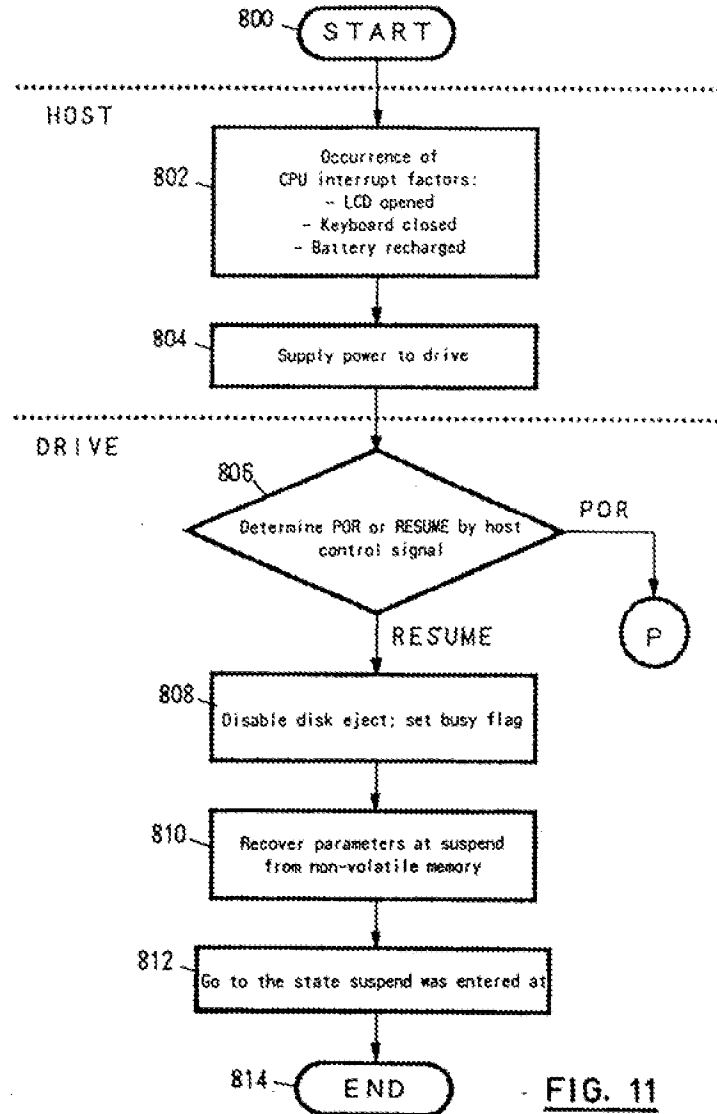 800
START
HOST
802
Occurrence of
CPU interrupt factors:
- LCD opened
- Keyboard closed
- Battery recharged
804
Supply power to drive
DRIVE
806
Determine POR or RESUME by host
control signal
POR
P
RESUME
808
Disable disk eject; set busy flag
810
Recover parameters at suspend
from non-volatile memory
812
Go to the state suspend was entered at
814
END
FIG. 11